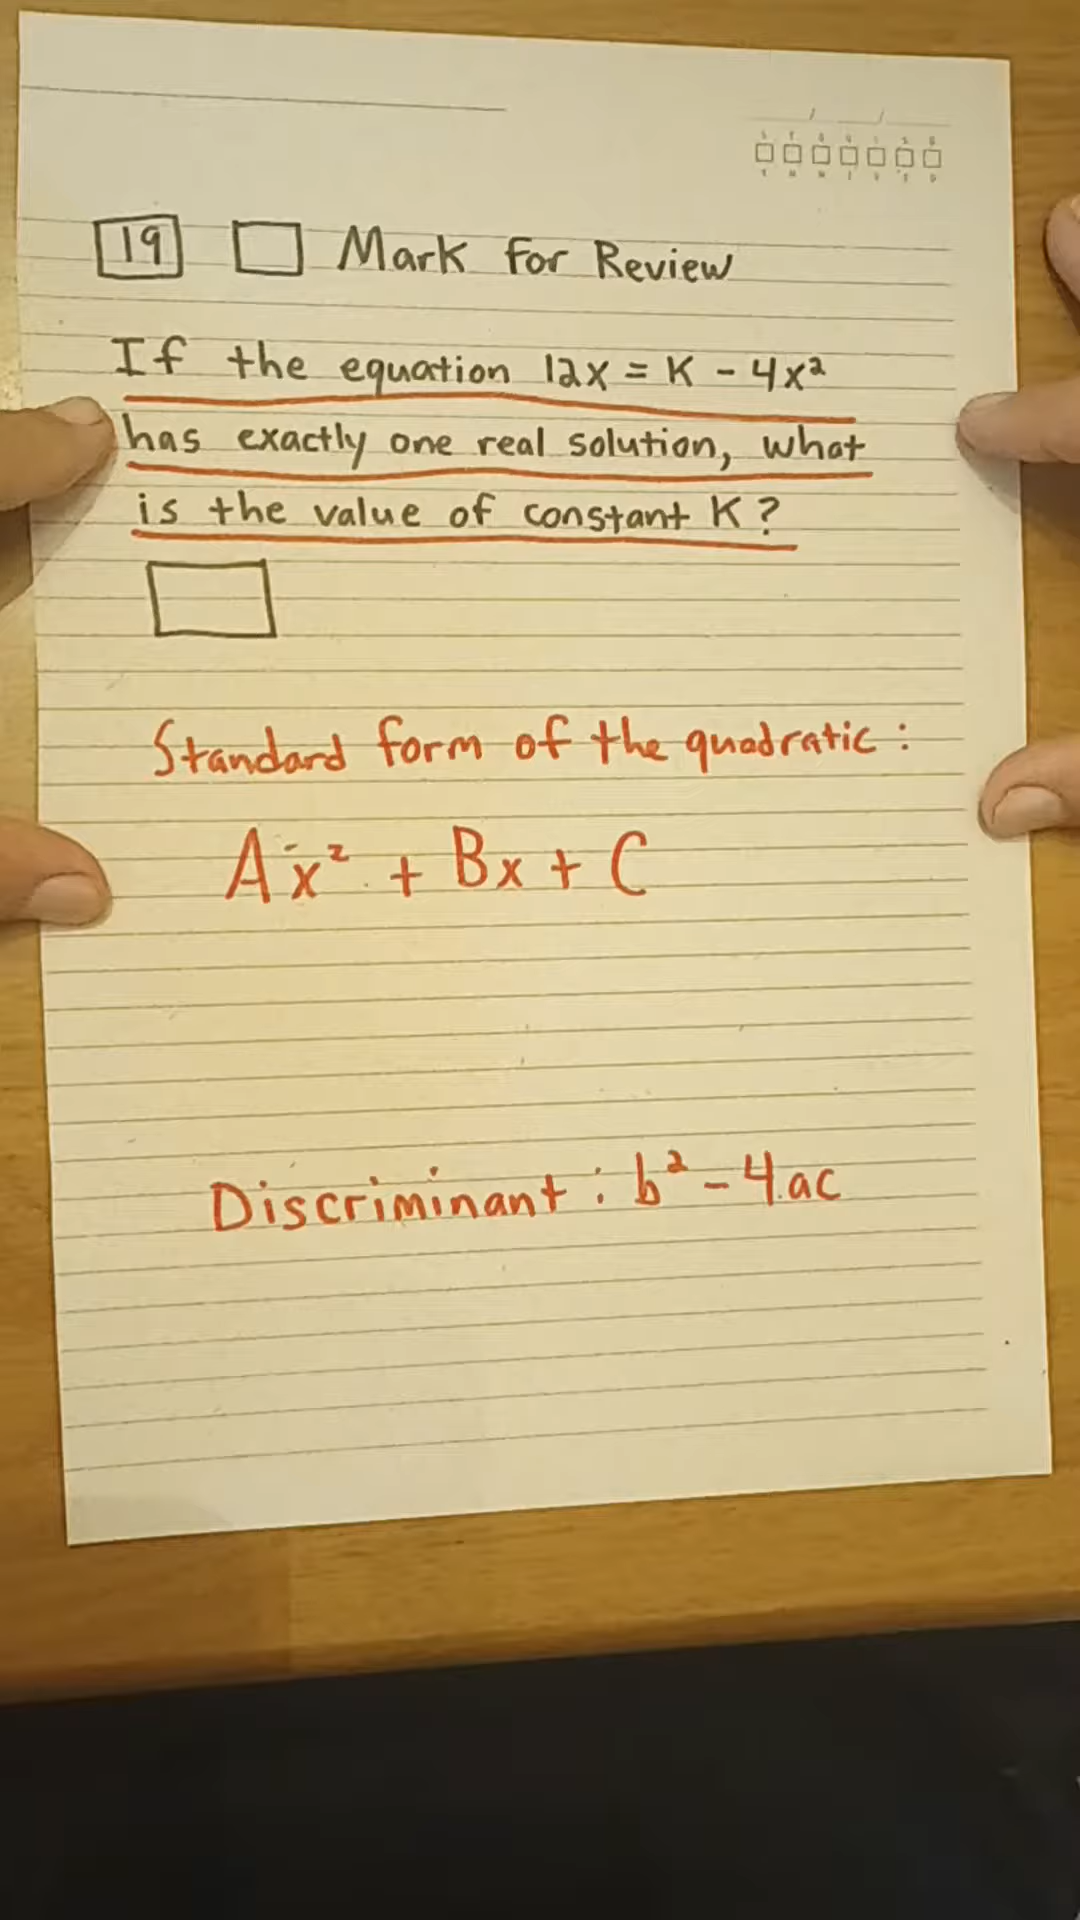 19 Mark for Review
If the equation 12x = K - 4x²
has exactly one real solution, what
is the value of constant K?
Standard form of the quadratic:
Ax² + Bx + C
Discriminant: b² - 4ac